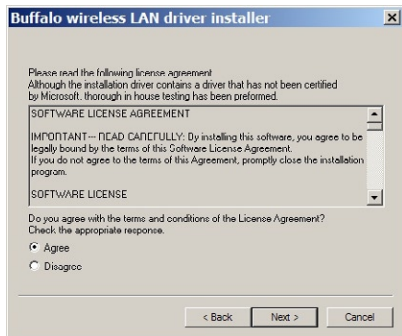 Buffalo wireless LAN driver installer
Please read the following license agreement
Although the installation driver contains a driver that has not been certified
by Microsoft, thorough in house testing has been preformed.
SOFTWARE LICENSE AGREEMENT
IMPORTANT--- READ CAREFULLY: By installing this software, you agree to be
legally bound by the terms of this Software License Agreement.
If you do not agree to the terms of this Agreement, promptly close the installation
program.
SOFTWARE LICENSE
Do you agree with the terms and conditions of the License Agreement?
Check the appropriate response.
Agree
Disagree
< Back Next > Cancel